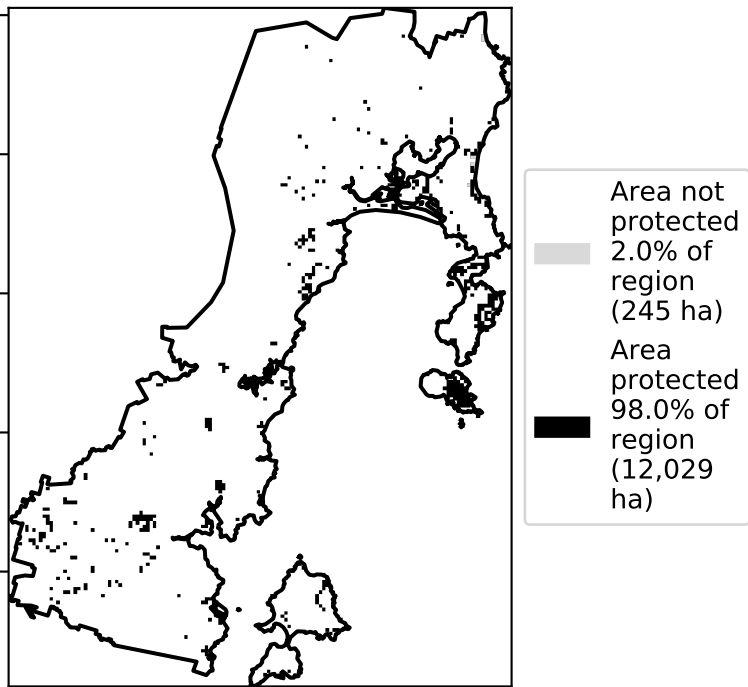 Area not
protected
2.0% of
region
(245 ha)
Area
protected
98.0% of
region
(12,029
ha)